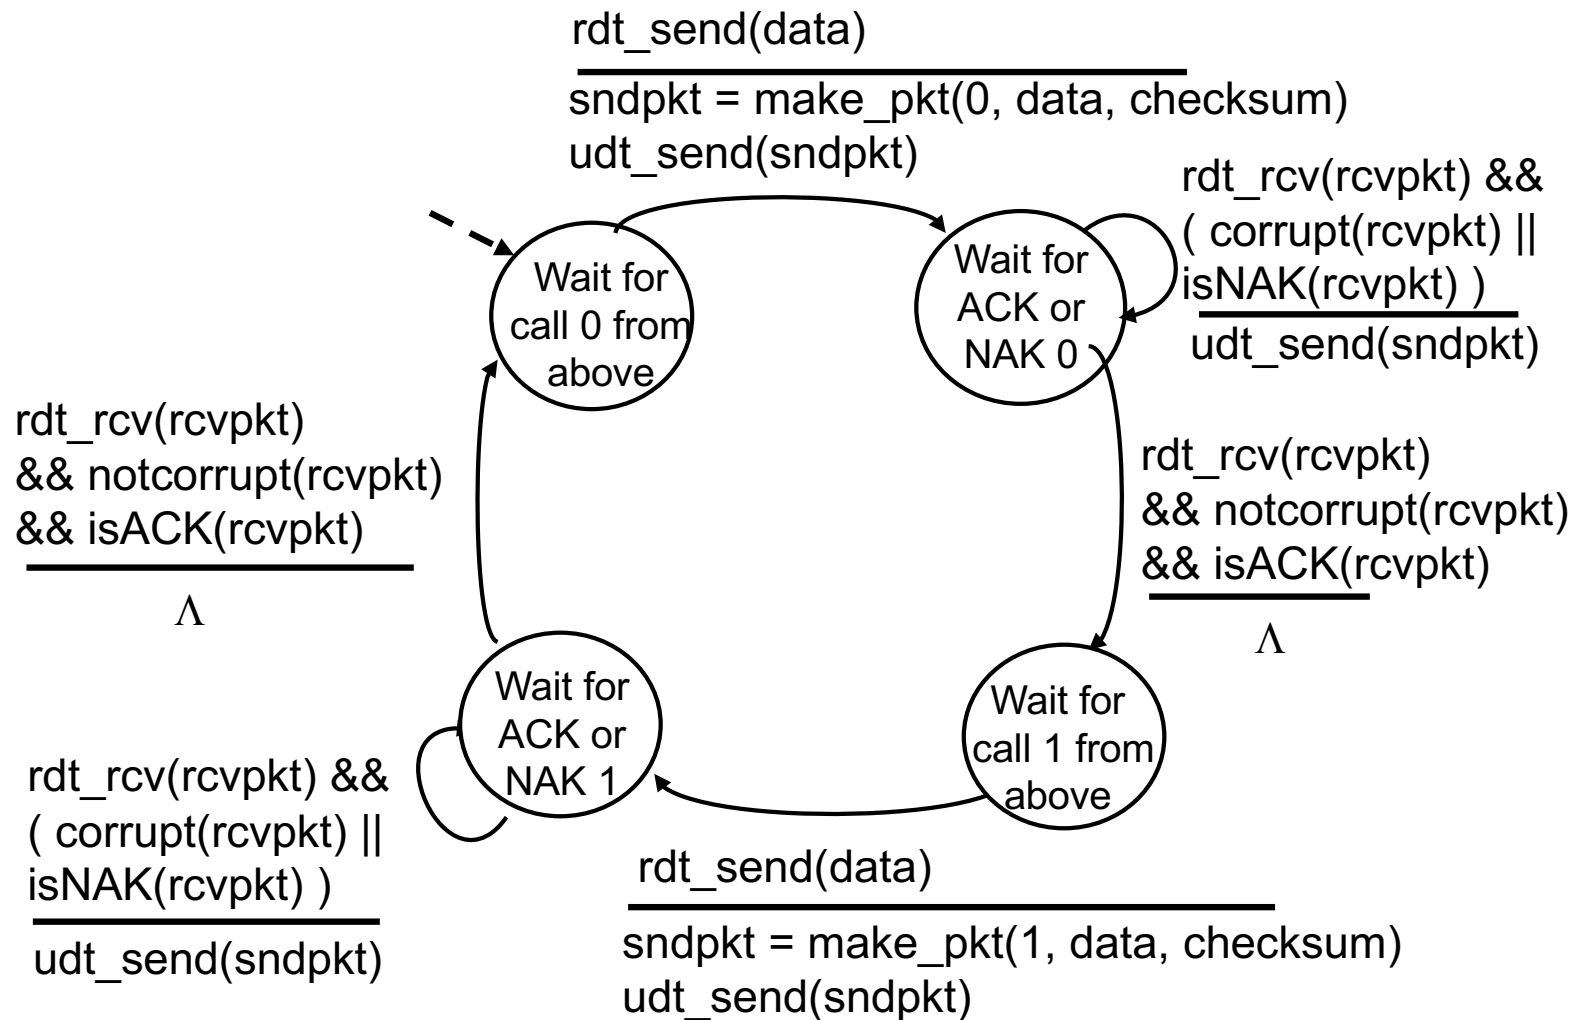 rdt_send(data)
sndpkt = make_pkt(0, data, checksum)
udt_send(sndpkt)
rdt_rcv(rcvpkt) &&
( corrupt(rcvpkt) ||
isNAK(rcvpkt) )
udt_send(sndpkt)
Wait for
call 0 from
above
Wait for
ACK or
NAK 0
rdt_rcv(rcvpkt)
&& notcorrupt(rcvpkt)
&& isACK(rcvpkt)
Λ
rdt_rcv(rcvpkt)
&& notcorrupt(rcvpkt)
&& isACK(rcvpkt)
Λ
Wait for
ACK or
NAK 1
Wait for
call 1 from
above
rdt_rcv(rcvpkt) &&
( corrupt(rcvpkt) ||
isNAK(rcvpkt) )
udt_send(sndpkt)
rdt_send(data)
sndpkt = make_pkt(1, data, checksum)
udt_send(sndpkt)